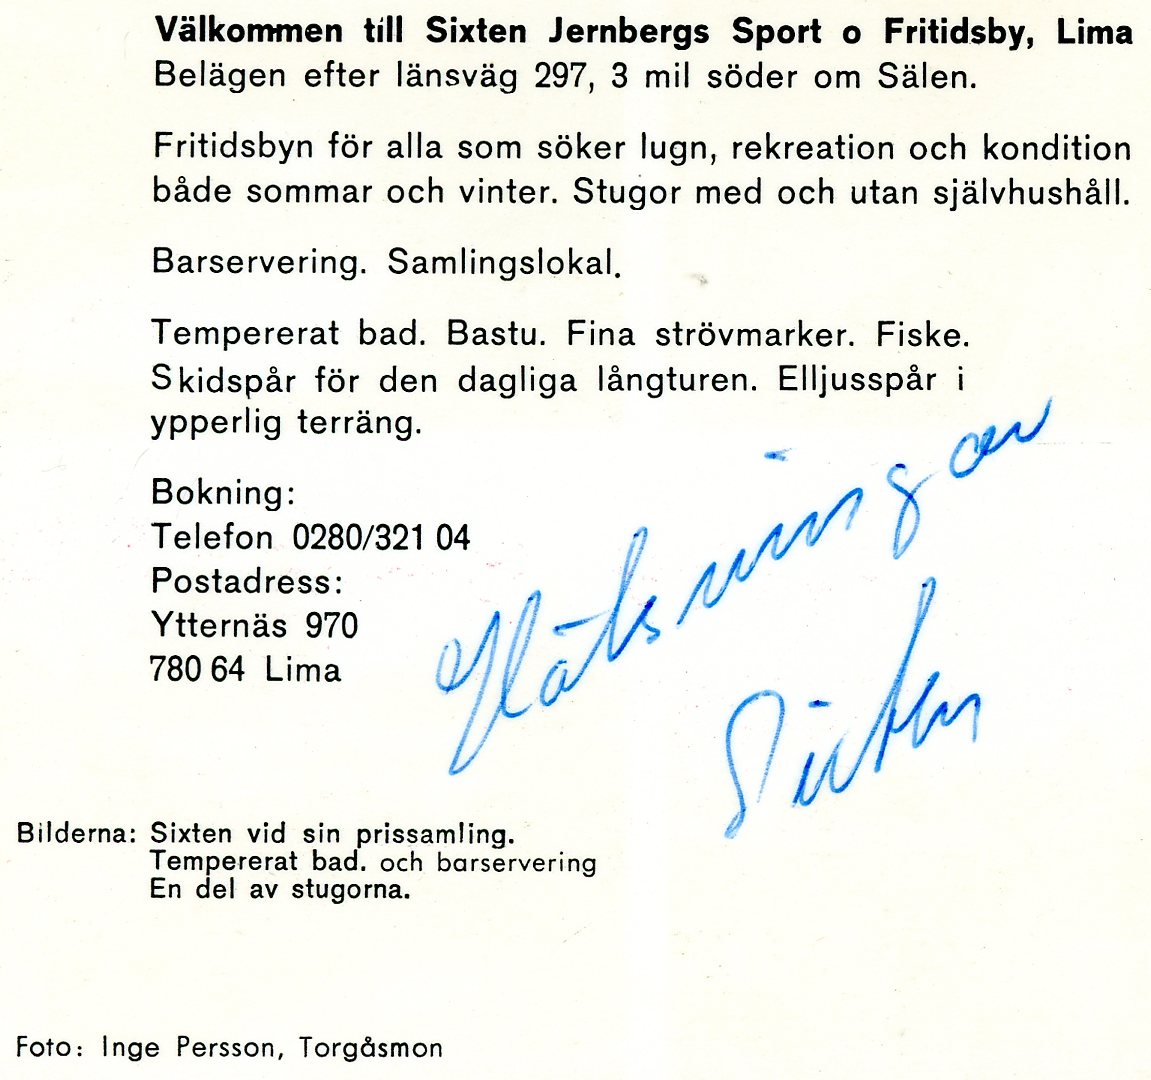 Välkommen till Sixten Jernbergs Sport o Fritidsby, Lima
Belägen efter länsväg 297, 3 mil söder om Sälen.
Fritidsbyn för alla som söker lugn, rekreation och kondition
både sommar och vinter. Stugor med och utan självhushåll.
Barservering. Samlingslokal.
Tempererat bad. Bastu. Fina strövmarker. Fiske.
Skidspår för den dagliga långturen. Elljusspår i
ypperlig terräng.
Bokning:
Telefon 0280/321 04
Postadress:
Ytternäs 970
780 64 Lima
Hälsningar
Sixten
Bilderna: Sixten vid sin prissamling.
Tempererat bad. och barservering
En del av stugorna.
Foto: Inge Persson, Torgåsmon